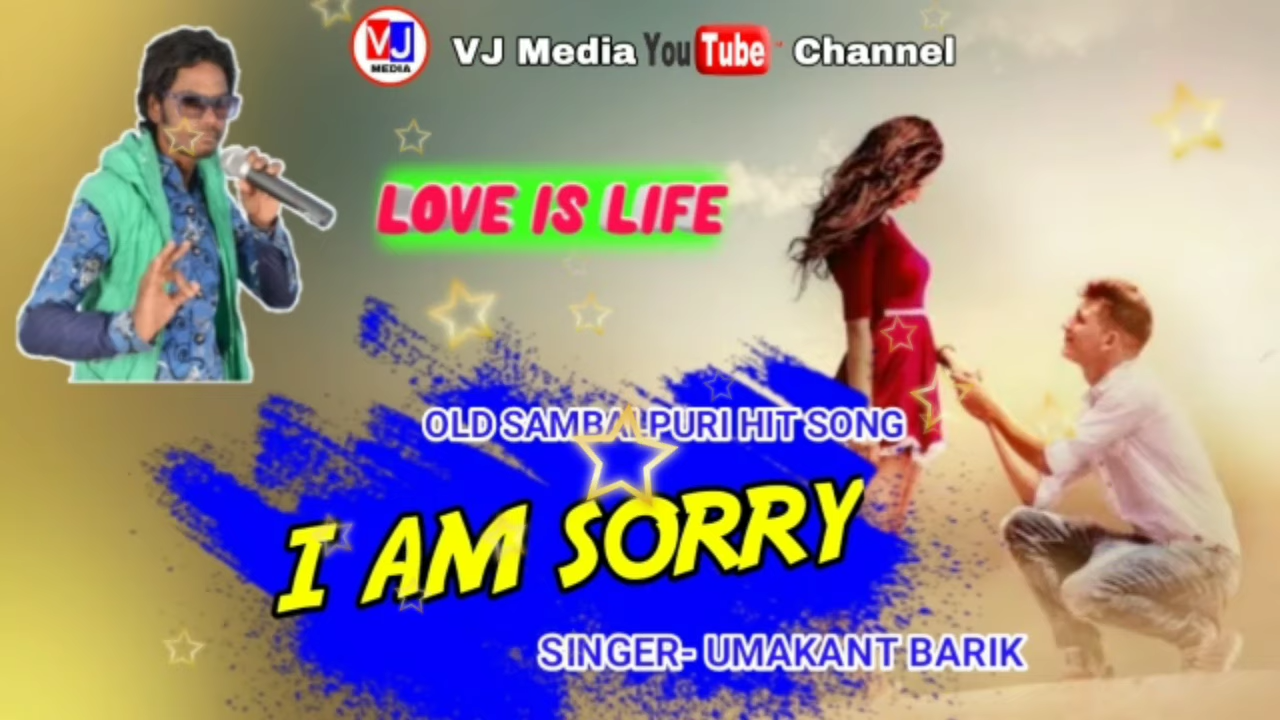 VJ MEDIA
VJ Media YouTube Channel
LOVE IS LIFE
OLD SAMBALPURI HIT SONG
I AM SORRY
SINGER- UMAKANT BARIK